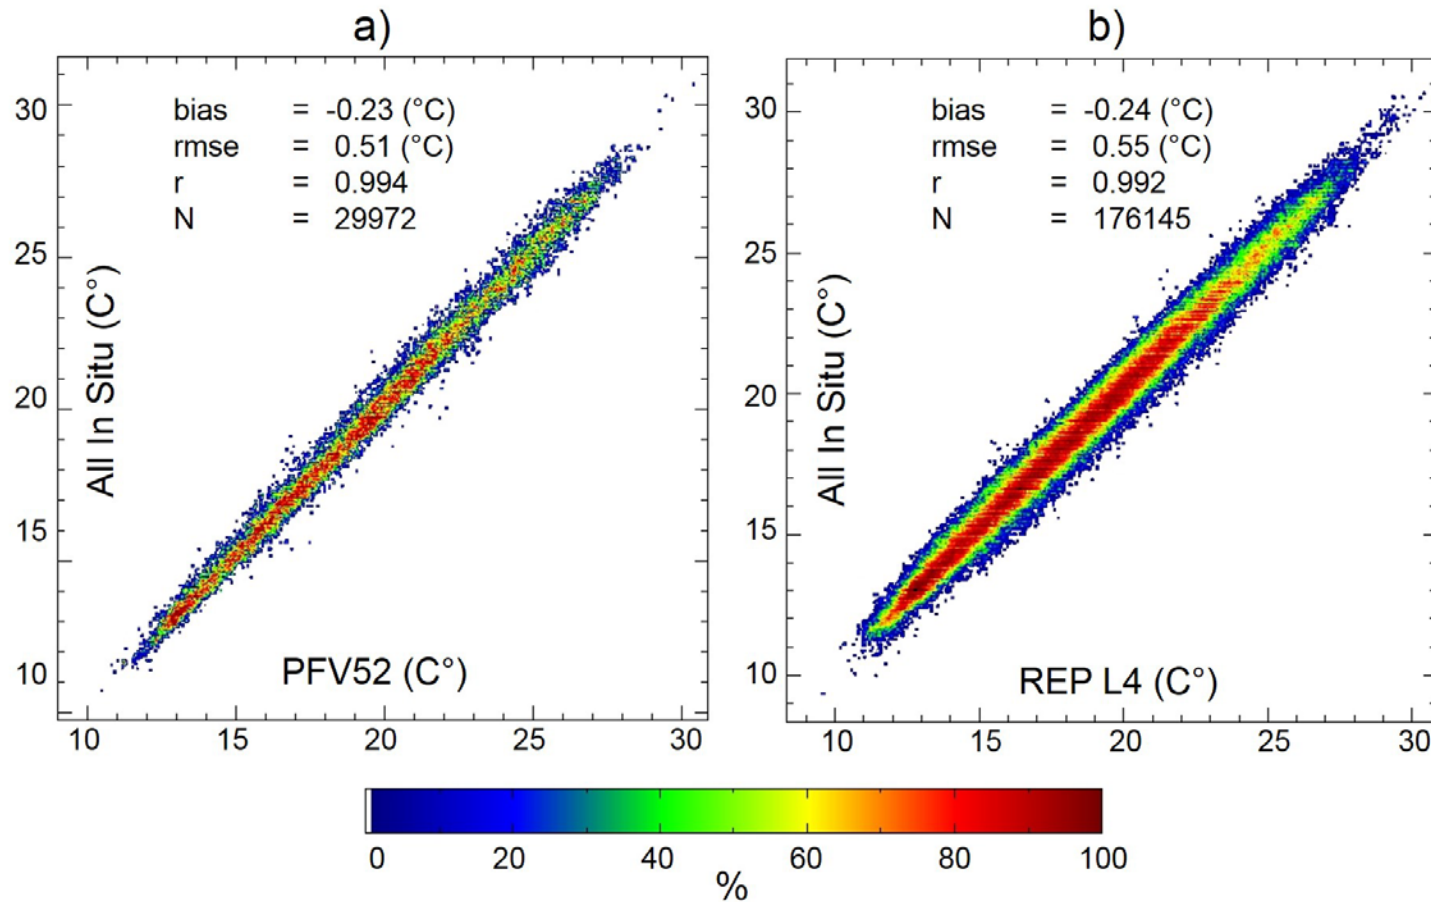 a)
bias = -0.23 (°C)
rmse = 0.51 (°C)
r = 0.994
N = 29972
30
25
20
15
10
All In Situ (C°)
PFV52 (C°)
10 15 20 25 30
b)
bias = -0.24 (°C)
rmse = 0.55 (°C)
r = 0.992
N = 176145
30
25
20
15
10
All In Situ (C°)
REP L4 (C°)
10 15 20 25 30
0 20 40 60 80 100
%